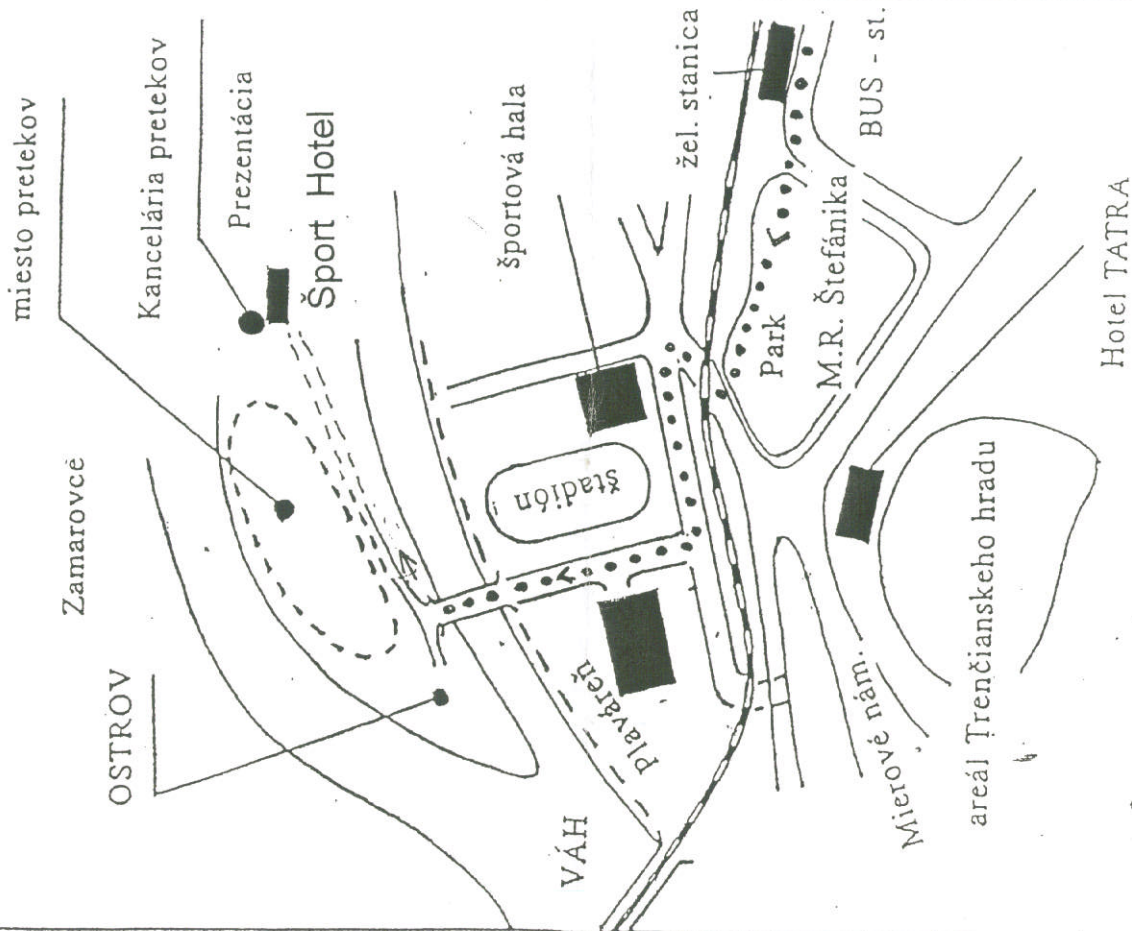 miesto pretekov
Kancelária pretekov
Prezentácia
Šport Hotel
Zamarovce
OSTROV
športová hala
štadión
žel. stanica
BUS - st.
Park
M.R. Štefánika
Plaváreň
VÁH
Mierové nám.
areál Trenčianskeho hradu
Hotel TATRA